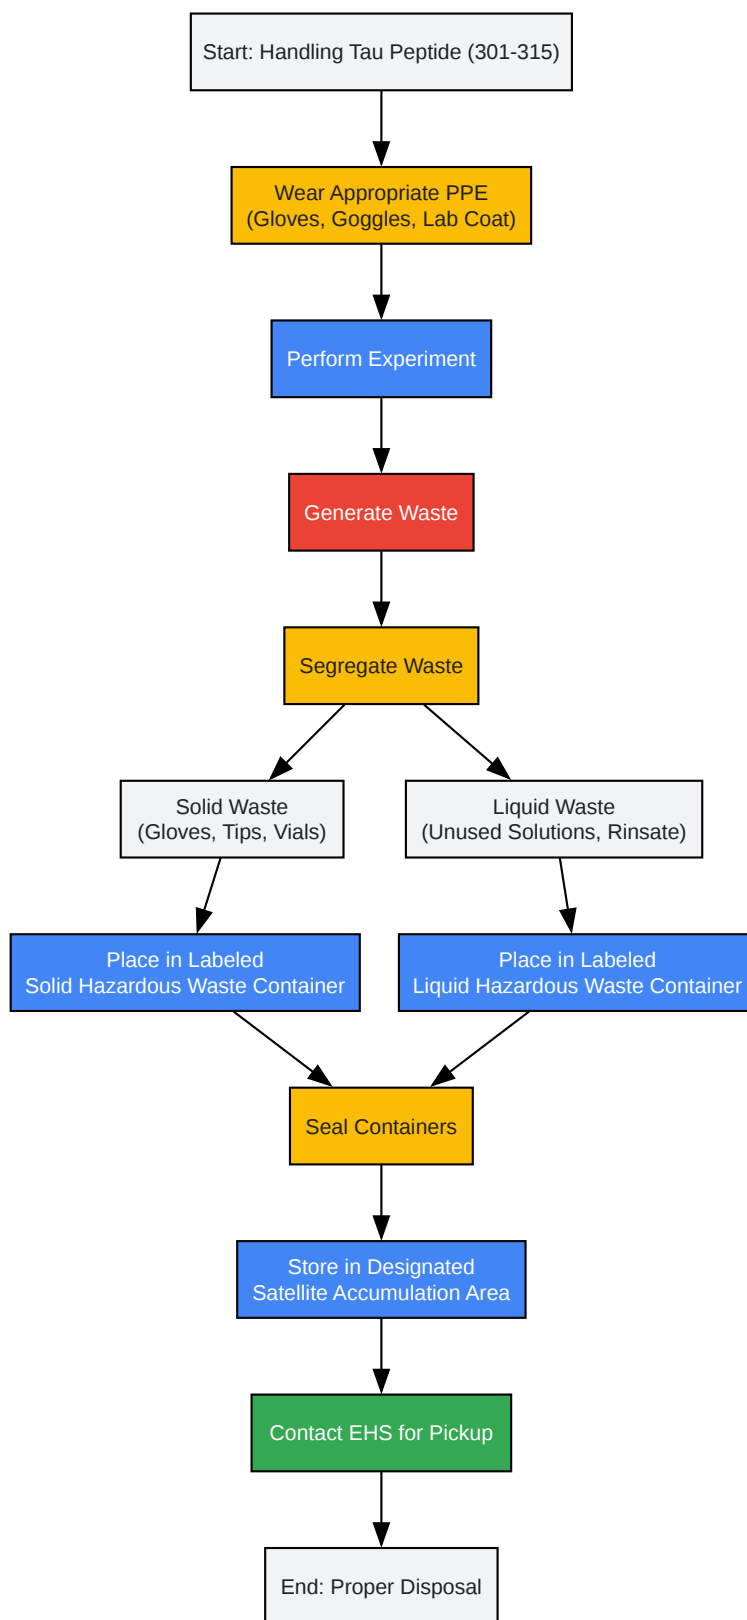 Start: Handling Tau Peptide (301-315)
Wear Appropriate PPE
(Gloves, Goggles, Lab Coat)
Perform Experiment
Generate Waste
Segregate Waste
Solid Waste
(Gloves, Tips, Vials)
Liquid Waste
(Unused Solutions, Rinsate)
Place in Labeled
Solid Hazardous Waste Container
Place in Labeled
Liquid Hazardous Waste Container
Seal Containers
Store in Designated
Satellite Accumulation Area
Contact EHS for Pickup
End: Proper Disposal